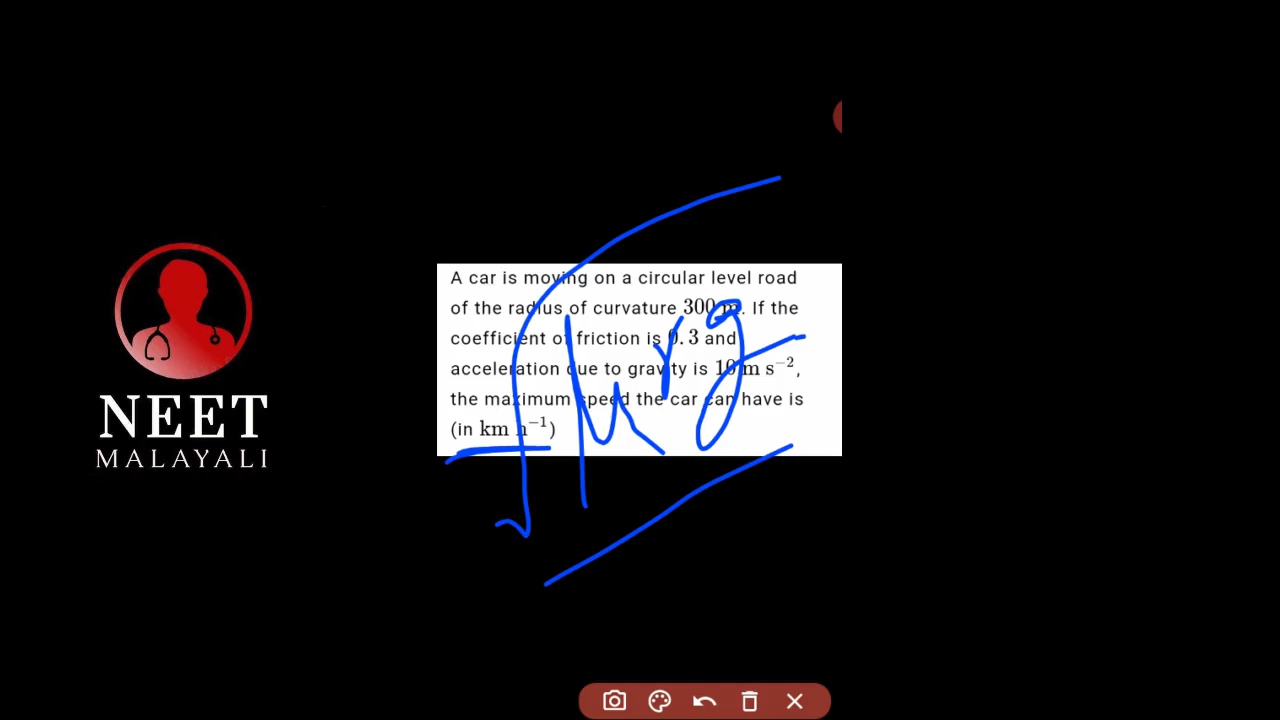 NEET
MALAYALI
A car is moving on a circular level road
of the radius of curvature 300 m. If the
coefficient of friction is 0.3 and
acceleration due to gravity is 10 m s⁻²,
the maximum speed the car can have is
(in km h⁻¹)
√μrg